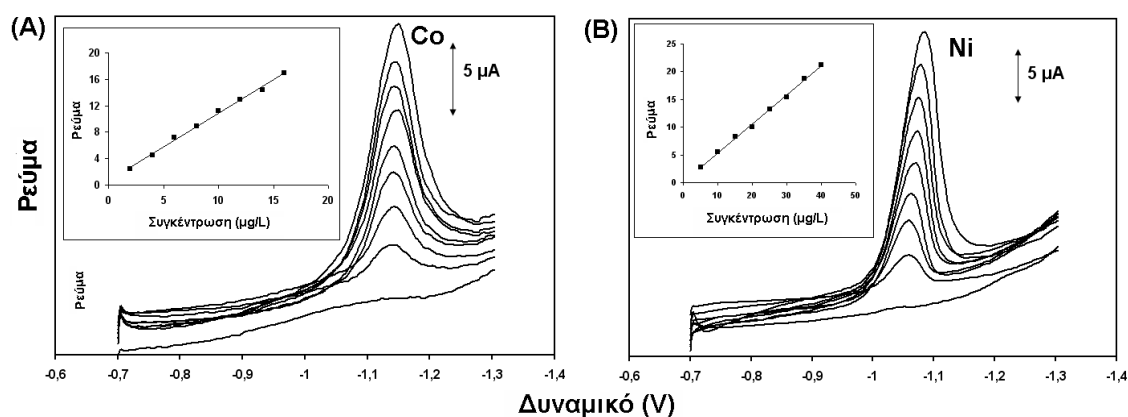 (A)
Co
5 μA
Ρεύμα
20
16
12
8
4
0
0 5 10 15 20
Συγκέντρωση (μg/L)
Ρεύμα
Ρεύμα
-0,6 -0,7 -0,8 -0,9 -1 -1,1 -1,2 -1,3
(B)
Ni
5 μA
Ρεύμα
25
20
15
10
5
0
0 10 20 30 40 50
Συγκέντρωση (μg/L)
-0,6 -0,7 -0,8 -0,9 -1 -1,1 -1,2 -1,3 -1,4
Δυναμικό (V)